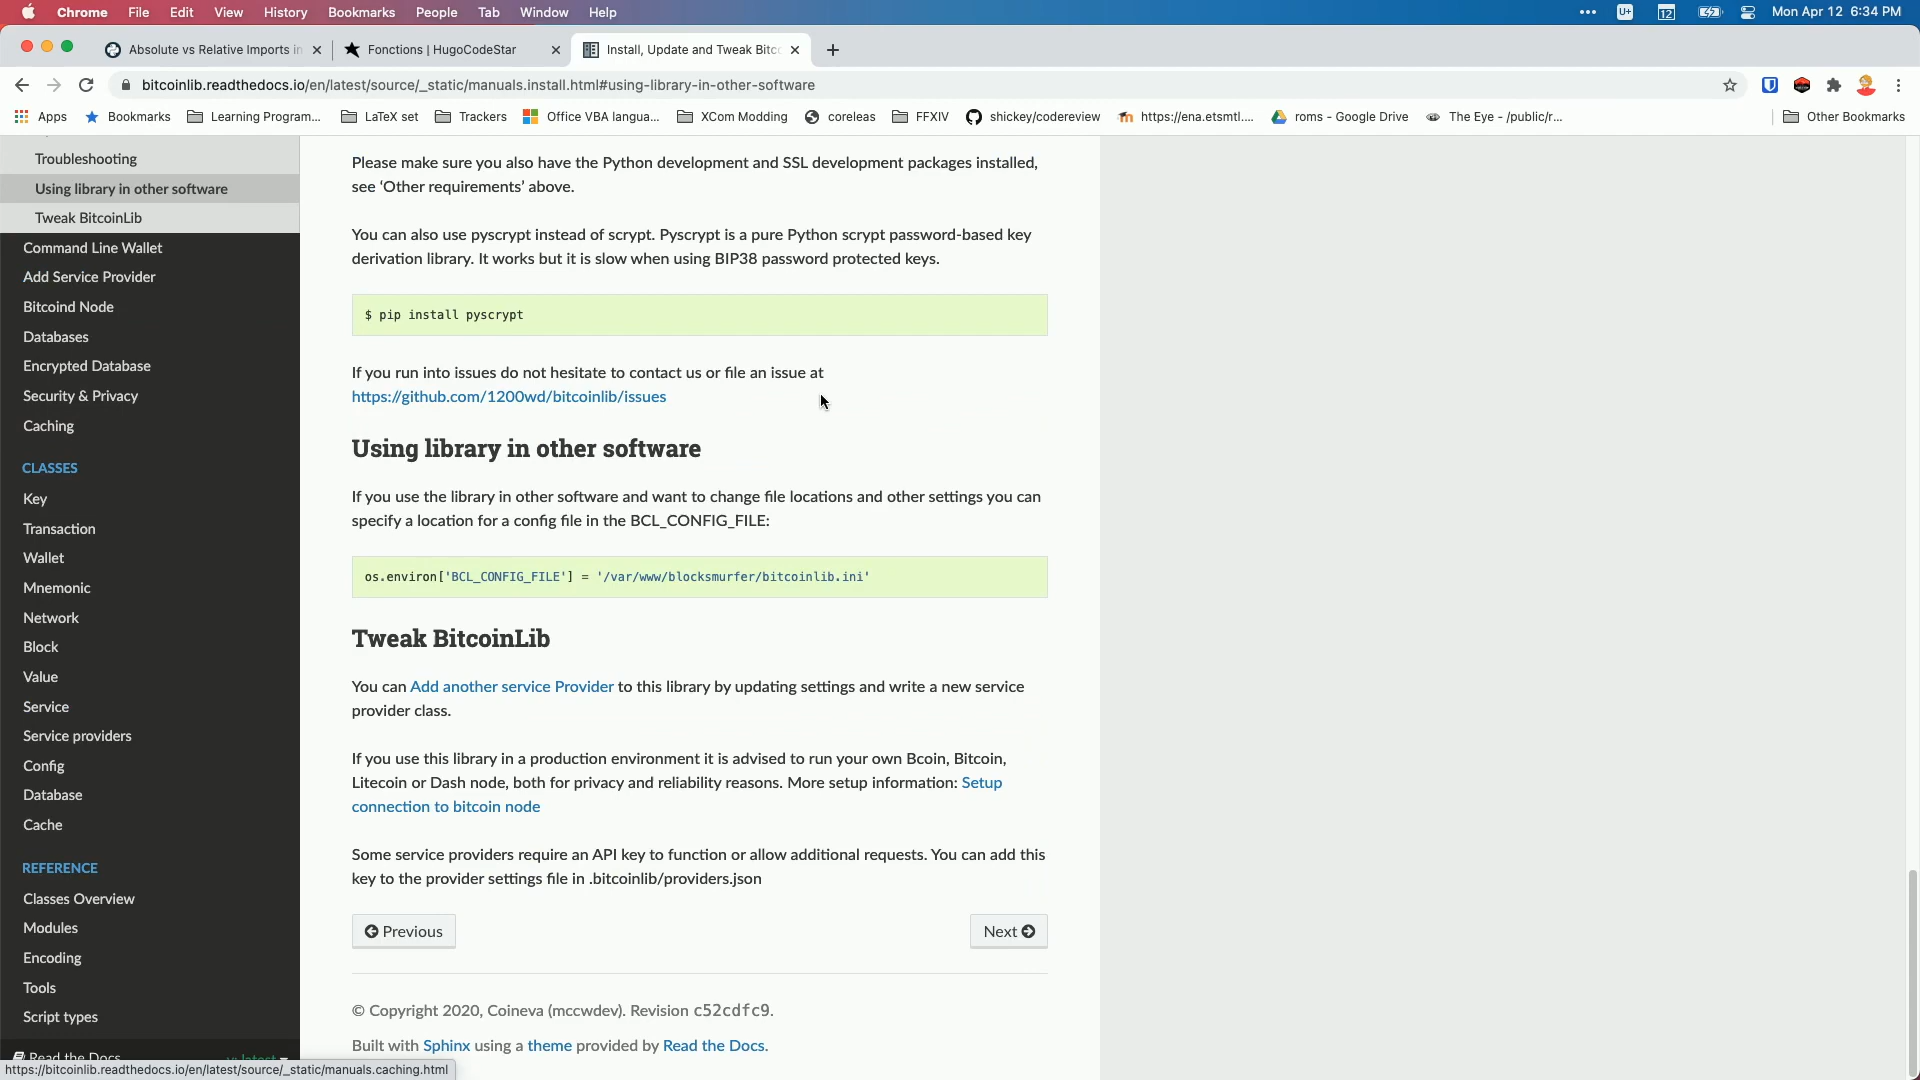 Chrome File Edit View History Bookmarks People Tab Window Help
U+ 12 Mon Apr 12 6:34 PM
Absolute vs Relative Imports in
Fonctions | HugoCodeStar
Install, Update and Tweak Bitco
bitcoinlib.readthedocs.io/en/latest/source/_static/manuals.install.html#using-library-in-other-software
Apps Bookmarks Learning Program... LaTeX set Trackers Office VBA langua... XCom Modding coreleas FFXIV shickey/codereview https://ena.etsmtl.... roms - Google Drive The Eye - /public/r... Other Bookmarks
Troubleshooting
Using library in other software
Tweak BitcoinLib
Command Line Wallet
Add Service Provider
Bitcoind Node
Databases
Encrypted Database
Security & Privacy
Caching
CLASSES
Key
Transaction
Wallet
Mnemonic
Network
Block
Value
Service
Service providers
Config
Database
Cache
REFERENCE
Classes Overview
Modules
Encoding
Tools
Script types
Read the Docs
https://bitcoinlib.readthedocs.io/en/latest/source/_static/manuals.caching.html
Please make sure you also have the Python development and SSL development packages installed,
see ‘Other requirements’ above.
You can also use pyscrypt instead of scrypt. Pyscrypt is a pure Python scrypt password-based key
derivation library. It works but it is slow when using BIP38 password protected keys.
$ pip install pyscrypt
If you run into issues do not hesitate to contact us or file an issue at
https://github.com/1200wd/bitcoinlib/issues
Using library in other software
If you use the library in other software and want to change file locations and other settings you can
specify a location for a config file in the BCL_CONFIG_FILE:
os.environ['BCL_CONFIG_FILE'] = '/var/www/blocksmurfer/bitcoinlib.ini'
Tweak BitcoinLib
You can Add another service Provider to this library by updating settings and write a new service
provider class.
If you use this library in a production environment it is advised to run your own Bcoin, Bitcoin,
Litecoin or Dash node, both for privacy and reliability reasons. More setup information: Setup
connection to bitcoin node
Some service providers require an API key to function or allow additional requests. You can add this
key to the provider settings file in .bitcoinlib/providers.json
Previous
Next
© Copyright 2020, Coineva (mccwdev). Revision c52cdfc9.
Built with Sphinx using a theme provided by Read the Docs.